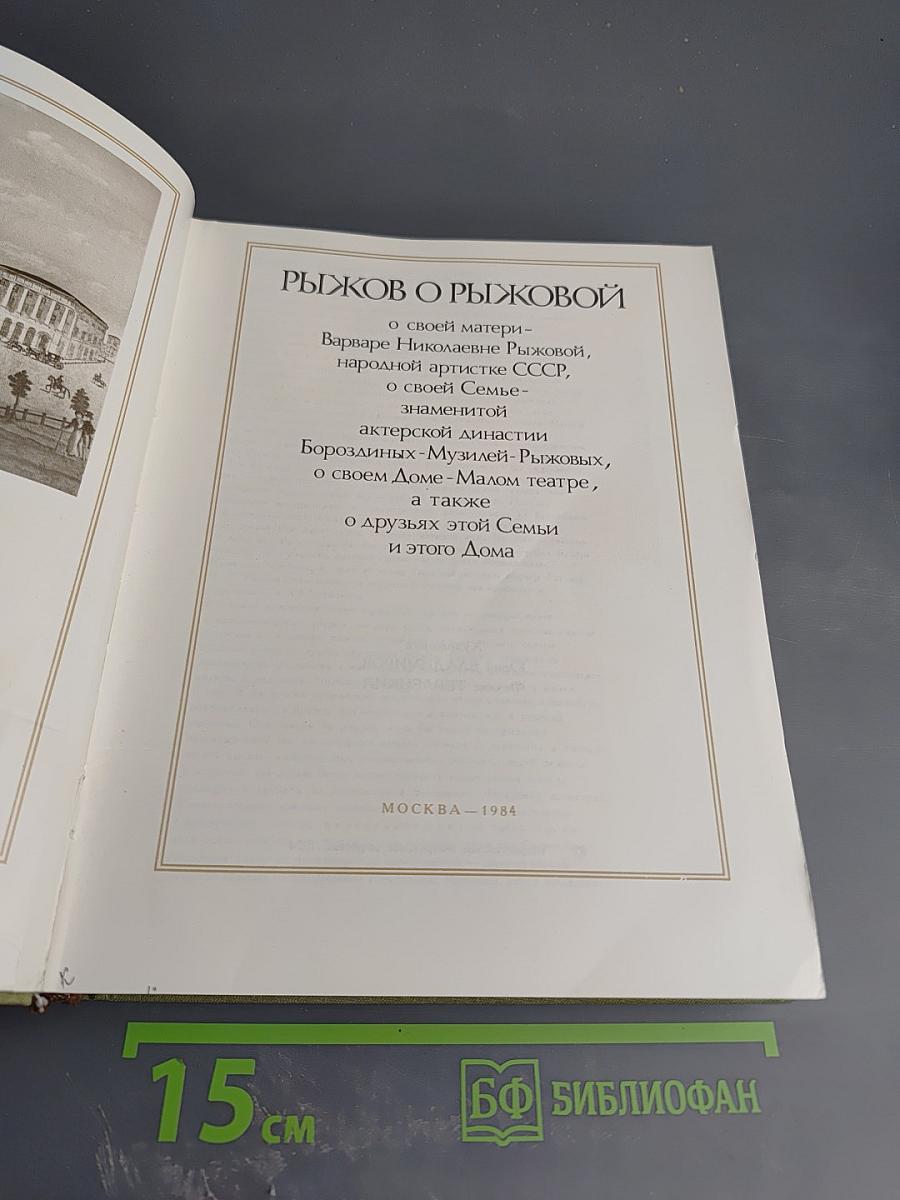 РЫЖОВ О РЫЖОВОЙ
о своей матери –
Варваре Николаевне Рыжовой,
народной артистке СССР,
о своей Семье –
знаменитой
актерской династии
Бороздиных - Музилей - Рыжовых,
о своем Доме - Малом театре,
а также
о друзьях этой Семьи
и этого Дома
МОСКВА — 1984
15 см
БФ БИБЛИОФАН